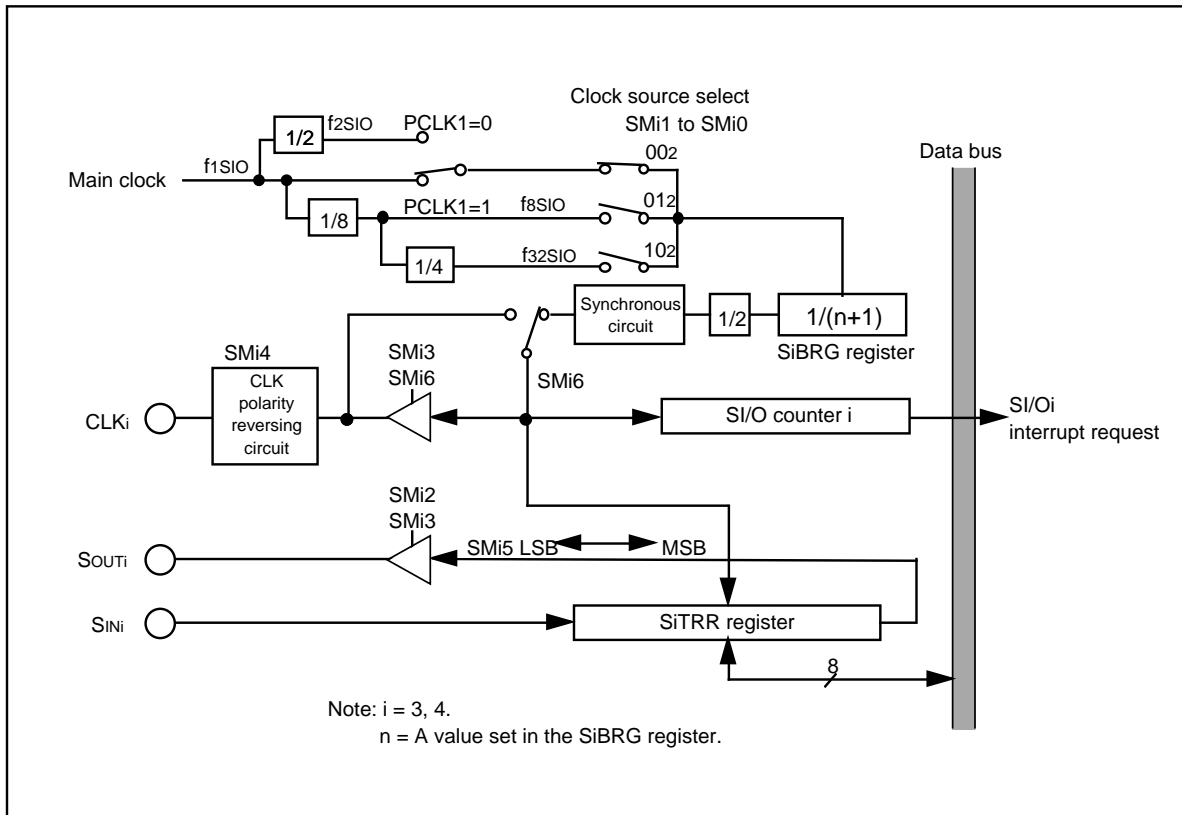 Clock source select
SMi1 to SMi0
1/2
f2SIO
PCLK1=0
002
Data bus
f1SIO
Main clock
1/8
PCLK1=1
f8SIO
012
1/4
f32SIO
102
Synchronous
circuit
1/2
1/(n+1)
SiBRG register
SMi4
CLK
polarity
reversing
circuit
SMi3
SMi6
SMi6
CLKi
SI/O counter i
SI/Oi
interrupt request
SMi2
SMi3
SMi5 LSB
MSB
SOUTi
SINi
SiTRR register
8
Note: i = 3, 4.
n = A value set in the SiBRG register.